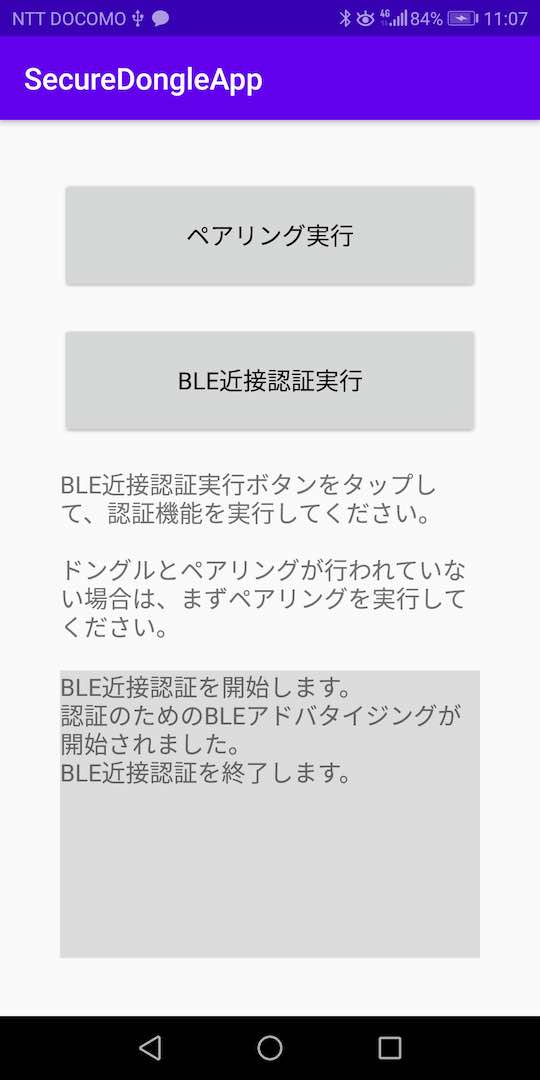 NTT DOCOMO 4G 84% 11:07
SecureDongleApp
ペアリング実行
BLE近接認証実行
BLE近接認証実行ボタンをタップし
て、認証機能を実行してください。
ドングルとペアリングが行われていな
い場合は、まずペアリングを実行して
ください。
BLE近接認証を開始します。
認証のためのBLEアドバタイジングが
開始されました。
BLE近接認証を終了します。